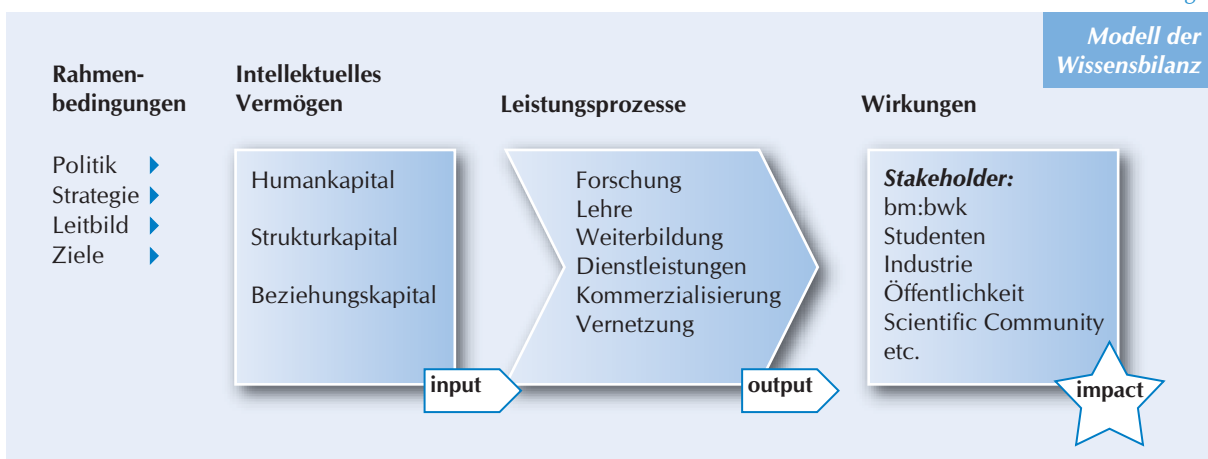 Modell der
Wissensbilanz
Rahmen-
bedingungen
Politik
Strategie
Leitbild
Ziele
Intellektuelles
Vermögen
Humankapital
Strukturkapital
Beziehungskapital
input
Leistungsprozesse
Forschung
Lehre
Weiterbildung
Dienstleistungen
Kommerzialisierung
Vernetzung
output
Wirkungen
Stakeholder:
bm:bwk
Studenten
Industrie
Öffentlichkeit
Scientific Community
etc.
impact